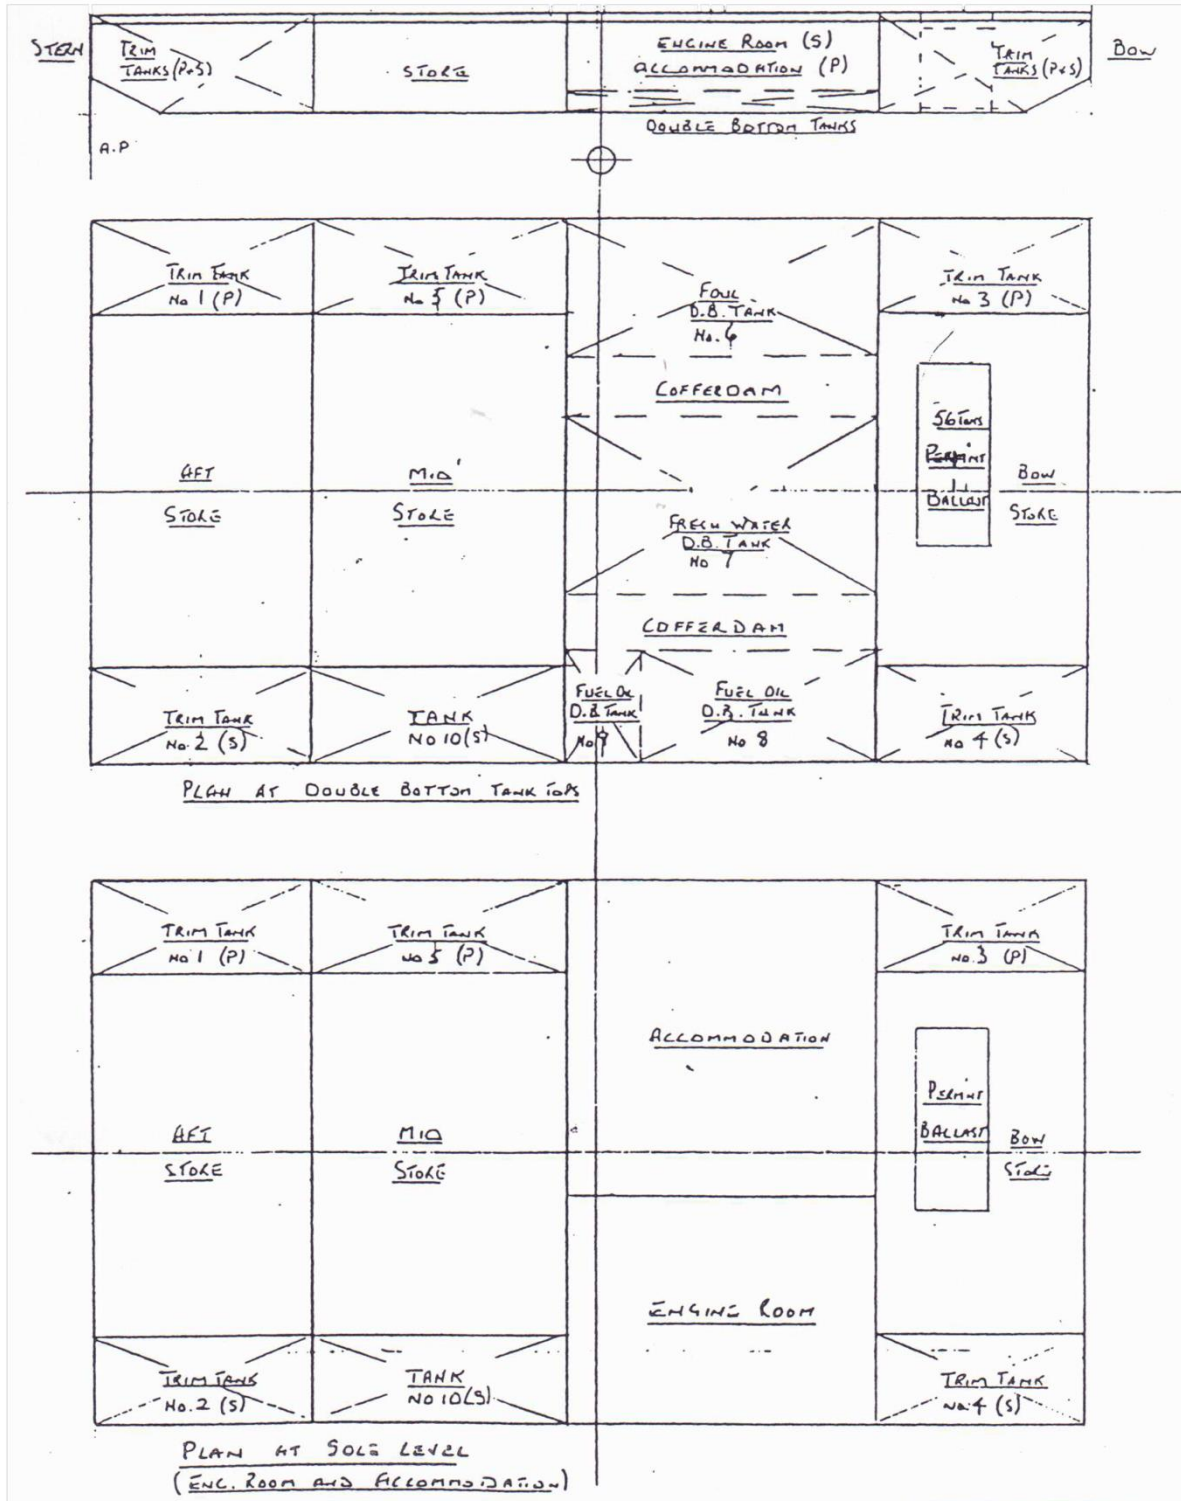 STERN
TRIM
TANKS (P+S)
STORE
ENGINE ROOM (S)
ACCOMMODATION (P)
TRIM
TANKS (P+S)
BOW
DOUBLE BOTTOM TANKS
A.P
TRIM TANK
No 1 (P)
TRIM TANK
No 5 (P)
FOUL
D.B. TANK
No. 6
TRIM TANK
No 3 (P)
COFFERDAM
56 TONS
PERM'NT
BALLAST
AFT
STORE
MID
STORE
BOW
STORE
FRESH WATER
D.B. TANK
No 7
COFFERDAM
TRIM TANK
No. 2 (S)
TANK
No 10(S)
FUEL OIL
D.B TANK
No 9
FUEL OIL
D.B. TANK
No 8
TRIM TANK
No 4 (S)
PLAN AT DOUBLE BOTTOM TANK TOPS
TRIM TANK
No 1 (P)
TRIM TANK
No 5 (P)
TRIM TANK
No. 3 (P)
ACCOMMODATION
PERM'NT
BALLAST
AFT
STORE
MID
STORE
BOW
STORE
ENGINE ROOM
TRIM TANK
No. 2 (S)
TANK
No 10(S)
TRIM TANK
No. 4 (S)
PLAN AT SOLE LEVEL
(ENG. ROOM AND ACCOMMODATION)